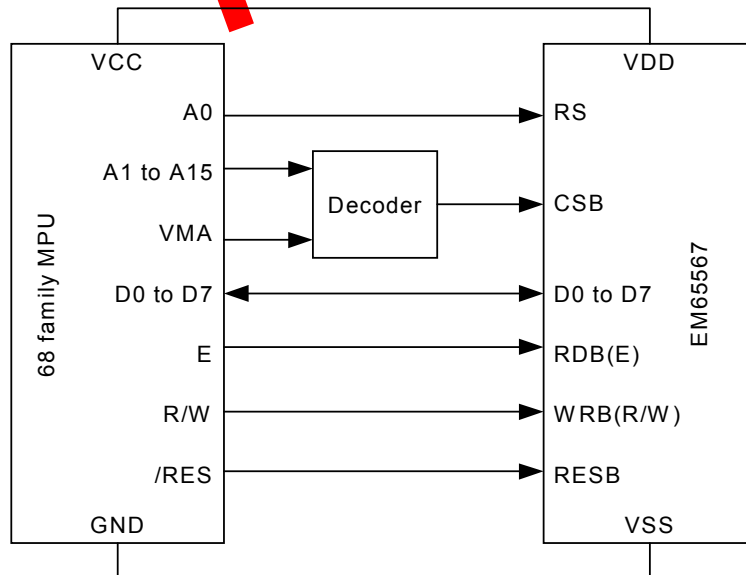 VCC
VDD
A0
RS
A1 to A15
Decoder
CSB
VMA
68 family MPU
D0 to D7
D0 to D7
EM65567
E
RDB(E)
R/W
WRB(R/W)
/RES
RESB
GND
VSS